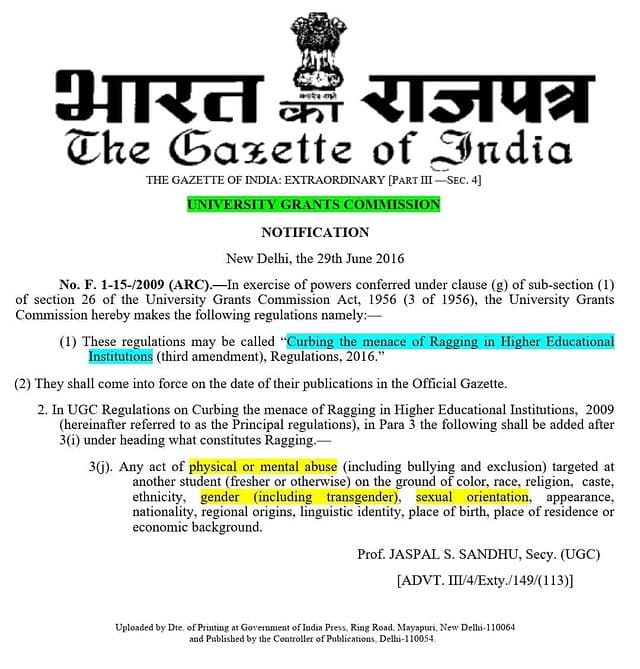 भारत का राजपत्र
The Gazette of India
THE GAZETTE OF INDIA: EXTRAORDINARY [PART III —SEC. 4]
UNIVERSITY GRANTS COMMISSION
NOTIFICATION
New Delhi, the 29th June 2016
No. F. 1-15-/2009 (ARC).—In exercise of powers conferred under clause (g) of sub-section (1)
of section 26 of the University Grants Commission Act, 1956 (3 of 1956), the University Grants
Commission hereby makes the following regulations namely:—
(1) These regulations may be called “Curbing the menace of Ragging in Higher Educational
Institutions (third amendment), Regulations, 2016.”
(2) They shall come into force on the date of their publications in the Official Gazette.
2. In UGC Regulations on Curbing the menace of Ragging in Higher Educational Institutions, 2009
(hereinafter referred to as the Principal regulations), in Para 3 the following shall be added after
3(i) under heading what constitutes Ragging.—
3(j). Any act of physical or mental abuse (including bullying and exclusion) targeted at
another student (fresher or otherwise) on the ground of color, race, religion, caste,
ethnicity, gender (including transgender), sexual orientation, appearance,
nationality, regional origins, linguistic identity, place of birth, place of residence or
economic background.
Prof. JASPAL S. SANDHU, Secy. (UGC)
[ADVT. III/4/Exty./149/(113)]
Uploaded by Dte. of Printing at Government of India Press, Ring Road, Mayapuri, New Delhi-110064
and Published by the Controller of Publications, Delhi-110054.